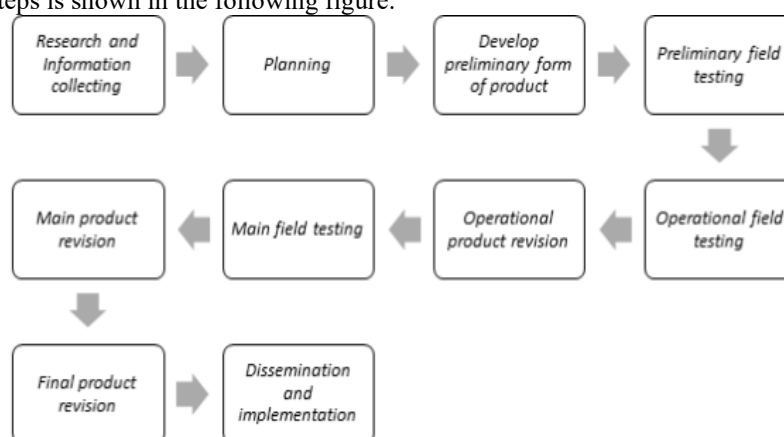 steps is shown in the following figure.
Research and
Information
collecting
Planning
Develop
preliminary form
of product
Preliminary field
testing
Operational field
testing
Operational
product revision
Main field testing
Main product
revision
Final product
revision
Dissemination
and
implementation